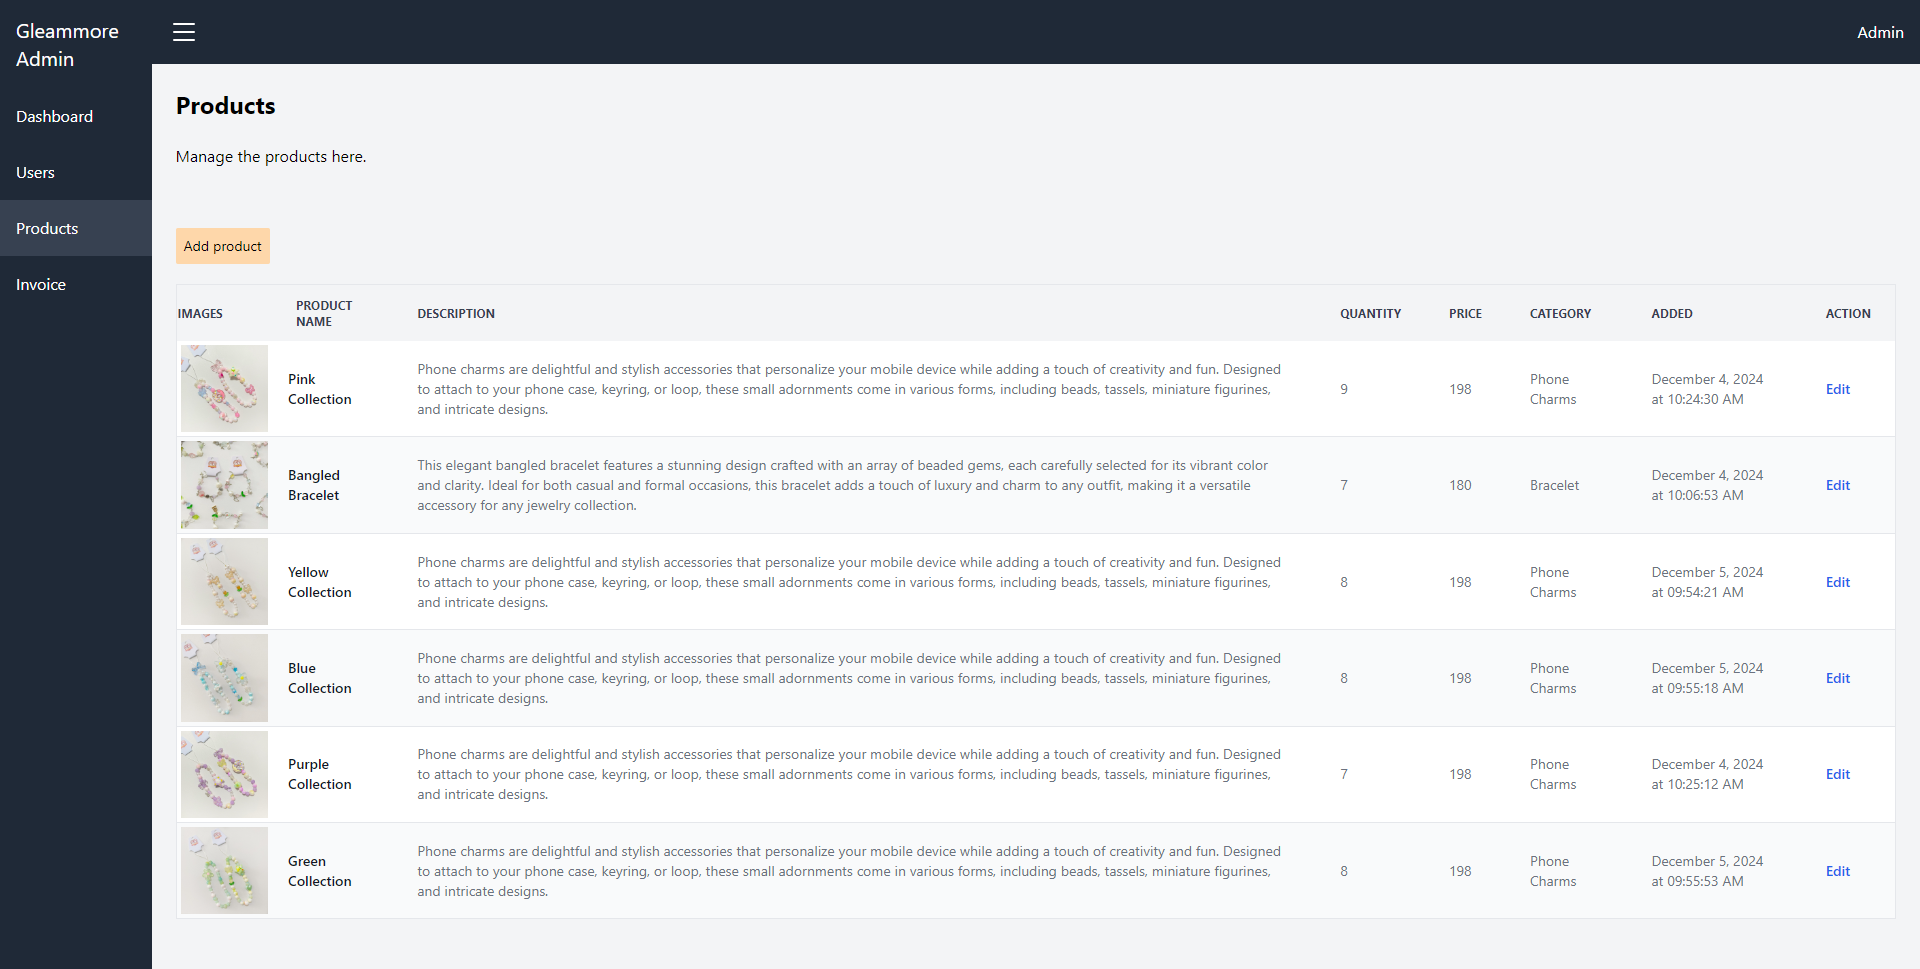 Gleammore
Admin
Admin
Dashboard
Users
Products
Invoice
Products
Manage the products here.
Add product
IMAGES PRODUCT NAME DESCRIPTION QUANTITY PRICE CATEGORY ADDED ACTION
Pink
Collection
Phone charms are delightful and stylish accessories that personalize your mobile device while adding a touch of creativity and fun. Designed
to attach to your phone case, keyring, or loop, these small adornments come in various forms, including beads, tassels, miniature figurines,
and intricate designs.
9
198
Phone
Charms
December 4, 2024
at 10:24:30 AM
Edit
Bangled
Bracelet
This elegant bangled bracelet features a stunning design crafted with an array of beaded gems, each carefully selected for its vibrant color
and clarity. Ideal for both casual and formal occasions, this bracelet adds a touch of luxury and charm to any outfit, making it a versatile
accessory for any jewelry collection.
7
180
Bracelet
December 4, 2024
at 10:06:53 AM
Edit
Yellow
Collection
Phone charms are delightful and stylish accessories that personalize your mobile device while adding a touch of creativity and fun. Designed
to attach to your phone case, keyring, or loop, these small adornments come in various forms, including beads, tassels, miniature figurines,
and intricate designs.
8
198
Phone
Charms
December 5, 2024
at 09:54:21 AM
Edit
Blue
Collection
Phone charms are delightful and stylish accessories that personalize your mobile device while adding a touch of creativity and fun. Designed
to attach to your phone case, keyring, or loop, these small adornments come in various forms, including beads, tassels, miniature figurines,
and intricate designs.
8
198
Phone
Charms
December 5, 2024
at 09:55:18 AM
Edit
Purple
Collection
Phone charms are delightful and stylish accessories that personalize your mobile device while adding a touch of creativity and fun. Designed
to attach to your phone case, keyring, or loop, these small adornments come in various forms, including beads, tassels, miniature figurines,
and intricate designs.
7
198
Phone
Charms
December 4, 2024
at 10:25:12 AM
Edit
Green
Collection
Phone charms are delightful and stylish accessories that personalize your mobile device while adding a touch of creativity and fun. Designed
to attach to your phone case, keyring, or loop, these small adornments come in various forms, including beads, tassels, miniature figurines,
and intricate designs.
8
198
Phone
Charms
December 5, 2024
at 09:55:53 AM
Edit